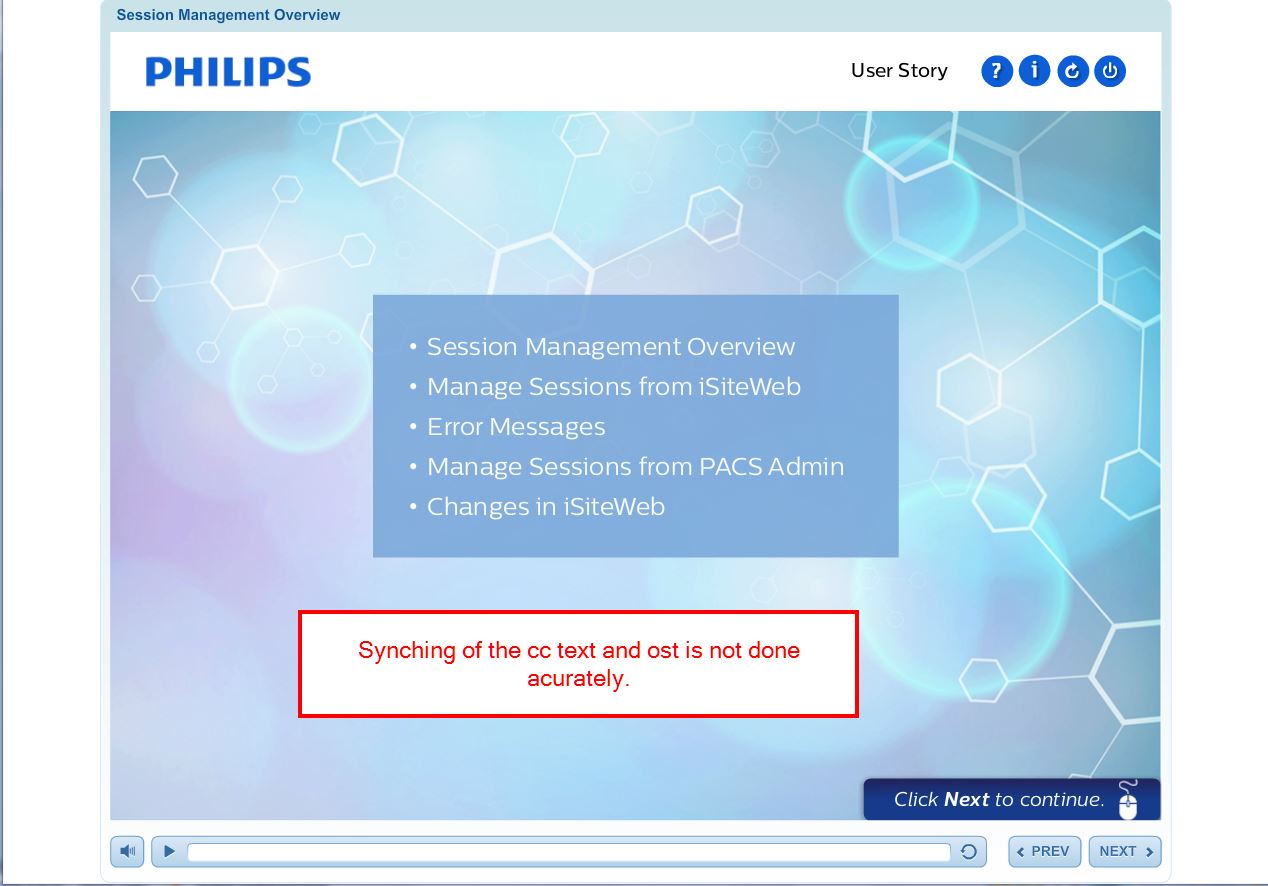 Session Management Overview
PHILIPS
User Story
? i
• Session Management Overview
• Manage Sessions from iSiteWeb
• Error Messages
• Manage Sessions from PACS Admin
• Changes in iSiteWeb
Synching of the cc text and ost is not done
acurately.
Click Next to continue.
PREV
NEXT